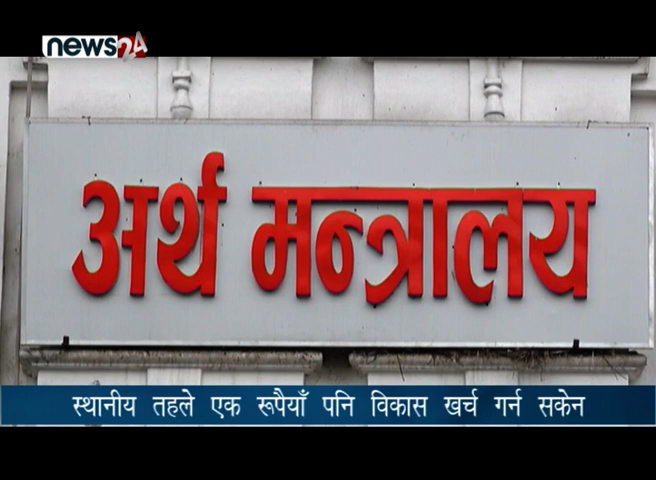 news24
अर्थ मन्त्रालय
स्थानीय तहले एक रूपैयाँ पनि विकास खर्च गर्न सकेन